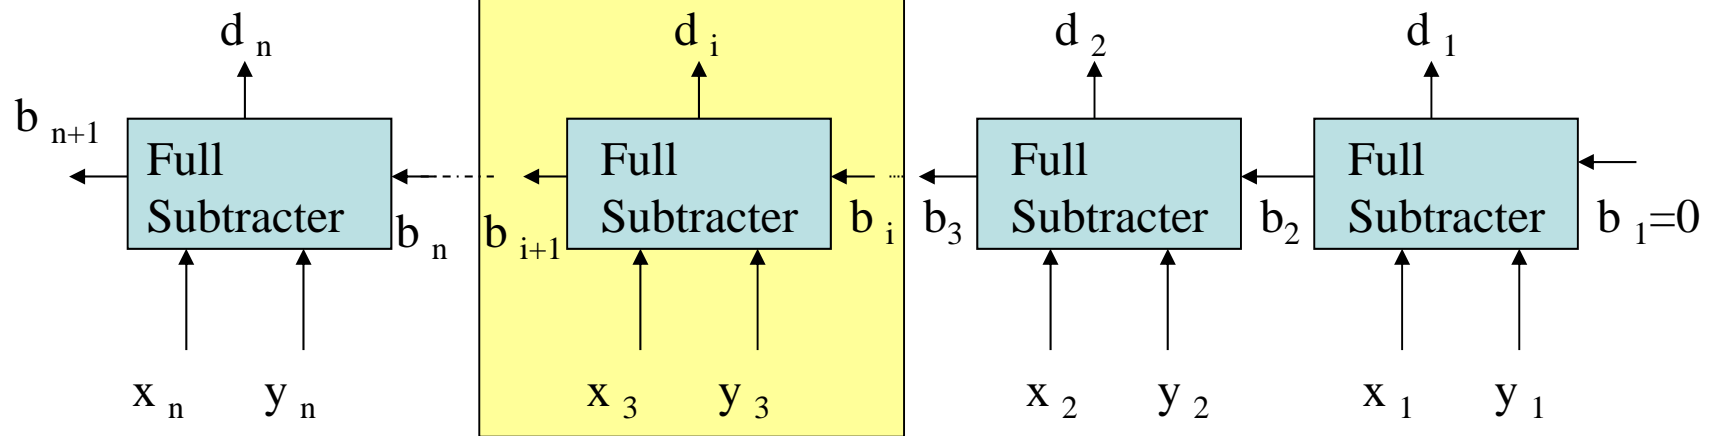 d n d i d 2 d 1
b n+1
Full Full Full Full
Subtracter Subtracter Subtracter Subtracter
b n b i+1 b i b3 b2 b 1=0
x n y n x 3 y 3 x 2 y 2 x 1 y 1